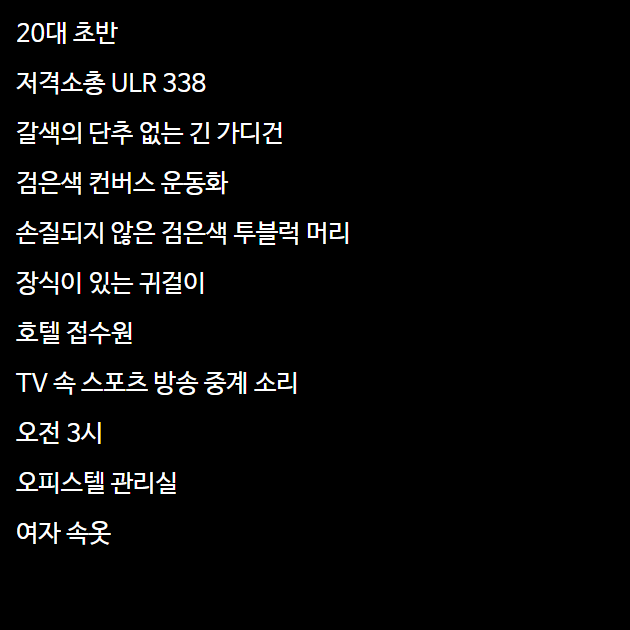 20대 초반
저격소총 ULR 338
갈색의 단추 없는 긴 가디건
검은색 컨버스 운동화
손질되지 않은 검은색 투블럭 머리
장식이 있는 귀걸이
호텔 접수원
TV 속 스포츠 방송 중계 소리
오전 3시
오피스텔 관리실
여자 속옷